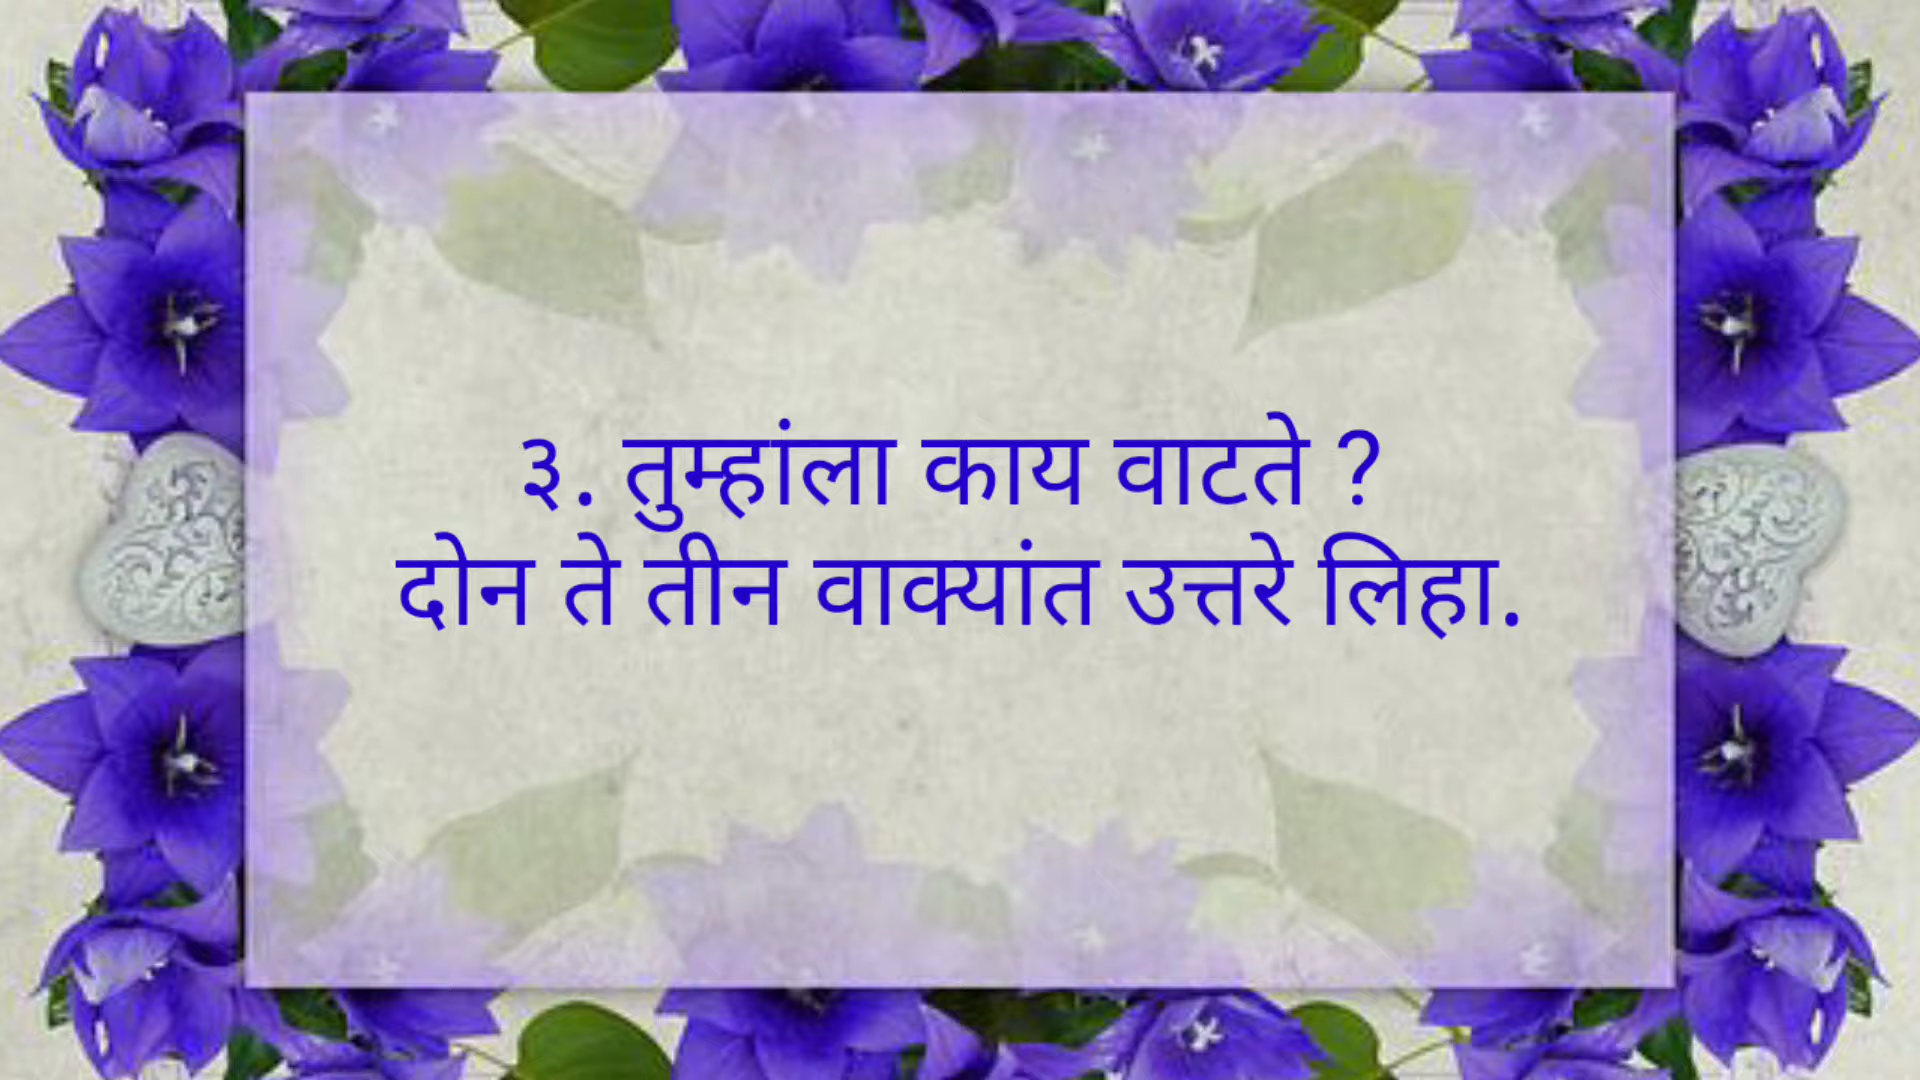 ३. तुम्हांला काय वाटते ?
दोन ते तीन वाक्यांत उत्तरे लिहा.